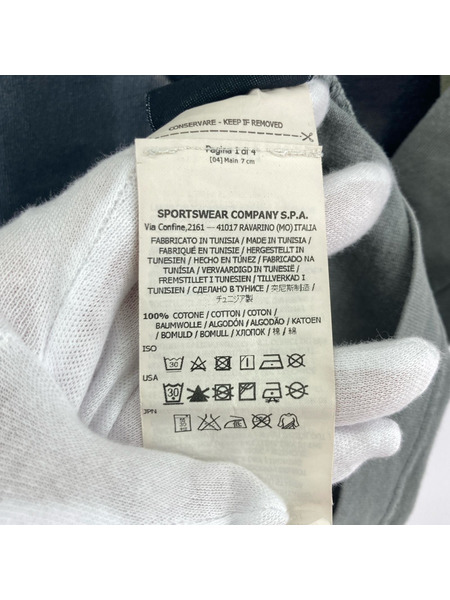 CONSERVARE - KEEP IF REMOVED
Pagina 1 di 4
[04] Main 7 cm
SPORTSWEAR COMPANY S.P.A.
Via Confine,2161 — 41017 RAVARINO (MO) ITALIA
FABBRICATO IN TUNISIA / MADE IN TUNISIA /
FABRIQUÉ EN TUNISIE / HERGESTELLT IN
TUNESIEN / HECHO EN TÚNEZ / FABRICADO NA
TUNÍSIA / VERVAARDIGD IN TUNESIË /
FREMSTILLET I TUNESIEN / TILLVERKAD I
TUNISIEN / СДЕЛАНО В ТУНИСЕ / 突尼斯制造 /
チュニジア製
100% COTONE / COTTON / COTON /
BAUMWOLLE / ALGODÓN / ALGODÃO / KATOEN
/ BOMULD / BOMULL / ХЛОПОК / 棉 / 綿
ISO
30
USA
30
JPN